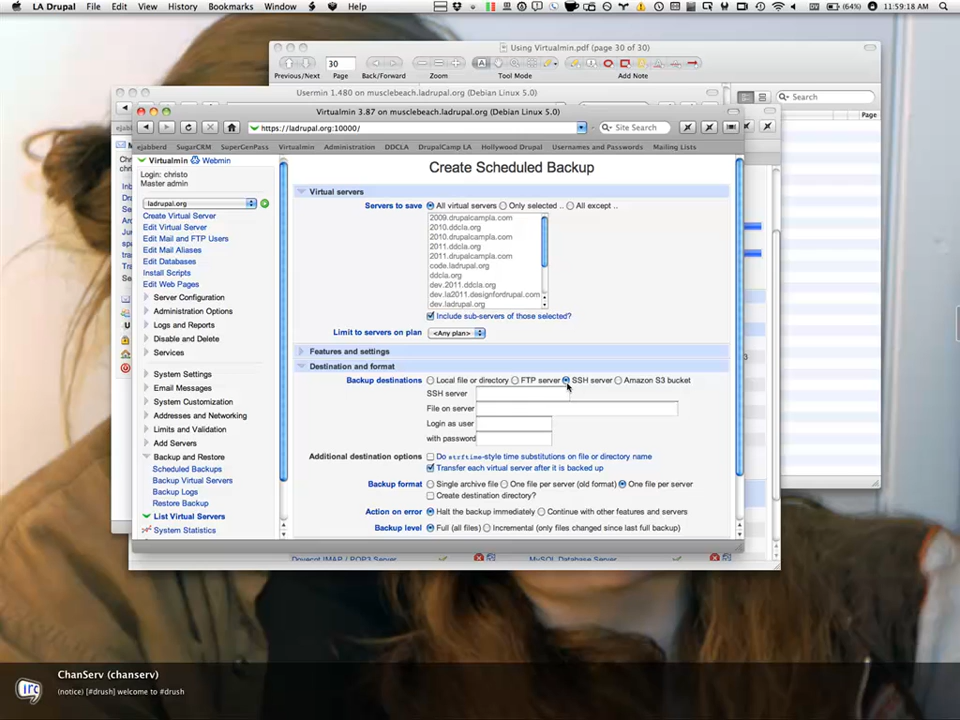 LA Drupal File Edit View History Bookmarks Window Help (64%) 11:59:18 AM
Using Virtualmin.pdf (page 30 of 30)
30
Previous/Next Page Back/Forward Zoom Tool Mode Add Note
Usermin 1.480 on musclebeach.ladrupal.org (Debian Linux 5.0)
Search
Page
Virtualmin 3.87 on musclebeach.ladrupal.org (Debian Linux 5.0)
https://ladrupal.org:10000/
Site Search
ejabberd SugarCRM SuperGenPass Virtualmin Administration DDCLA DrupalCamp LA Hollywood Drupal Usernames and Passwords Mailing Lists
Virtualmin Webmin
Login: christo
Master admin
ladrupal.org
Create Virtual Server
Edit Virtual Server
Edit Mail and FTP Users
Edit Mail Aliases
Edit Databases
Install Scripts
Edit Web Pages
Server Configuration
Administration Options
Logs and Reports
Disable and Delete
Services
System Settings
Email Messages
System Customization
Addresses and Networking
Limits and Validation
Add Servers
Backup and Restore
Scheduled Backups
Backup Virtual Servers
Backup Logs
Restore Backup
List Virtual Servers
System Statistics
Create Scheduled Backup
Virtual servers
Servers to save All virtual servers Only selected .. All except ..
2009.drupalcampla.com
2010.ddcla.org
2010.drupalcampla.com
2011.ddcla.org
2011.drupalcampla.com
code.ladrupal.org
ddcla.org
dev.2011.ddcla.org
dev.la2011.designfordrupal.com
dev.ladrupal.org
Include sub-servers of those selected?
Limit to servers on plan <Any plan>
Features and settings
Destination and format
Backup destinations Local file or directory FTP server SSH server Amazon S3 bucket
SSH server
File on server
Login as user
with password
Additional destination options Do strftime-style time substitutions on file or directory name
Transfer each virtual server after it is backed up
Backup format Single archive file One file per server (old format) One file per server
Create destination directory?
Action on error Halt the backup immediately Continue with other features and servers
Backup level Full (all files) Incremental (only files changed since last full backup)
Dovecot IMAP / POP3 Server MySQL Database Server
ChanServ (chanserv)
(notice) [#drush] welcome to #drush